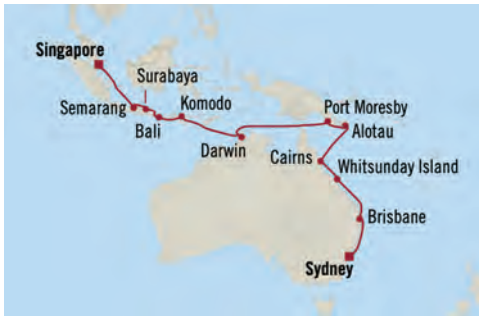 Singapore
Surabaya
Semarang
Komodo
Bali
Port Moresby
Darwin
Alotau
Cairns
Whitsunday Island
Brisbane
Sydney